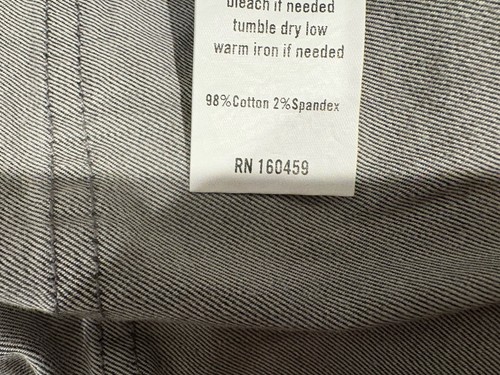 bleach if needed
tumble dry low
warm iron if needed
98%Cotton 2%Spandex
RN 160459